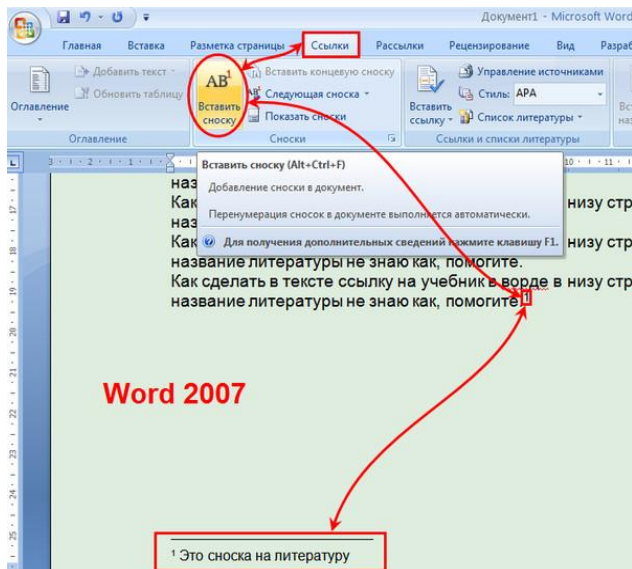 Документ1 - Microsoft Word
Главная Вставка Разметка страницы Ссылки Рассылки Рецензирование Вид Разраб
Оглавление
Добавить текст
Обновить таблицу
Оглавление
AB1
Вставить сноску
Вставить концевую сноску
Следующая сноска
Показать сноски
Сноски
Вставить ссылку
Управление источниками
Стиль: APA
Список литературы
Ссылки и списки литературы
Вставить сноску (Alt+Ctrl+F)
Добавление сноски в документ.
Перенумерация сносок в документе выполняется автоматически.
Для получения дополнительных сведений нажмите клавишу F1.
наз
Как низу стр
наз
Как низу стр
название литературы не знаю как, помогите.
Как сделать в тексте ссылку на учебник в ворде в низу стр
название литературы не знаю как, помогите.1
Word 2007
1 Это сноска на литературу